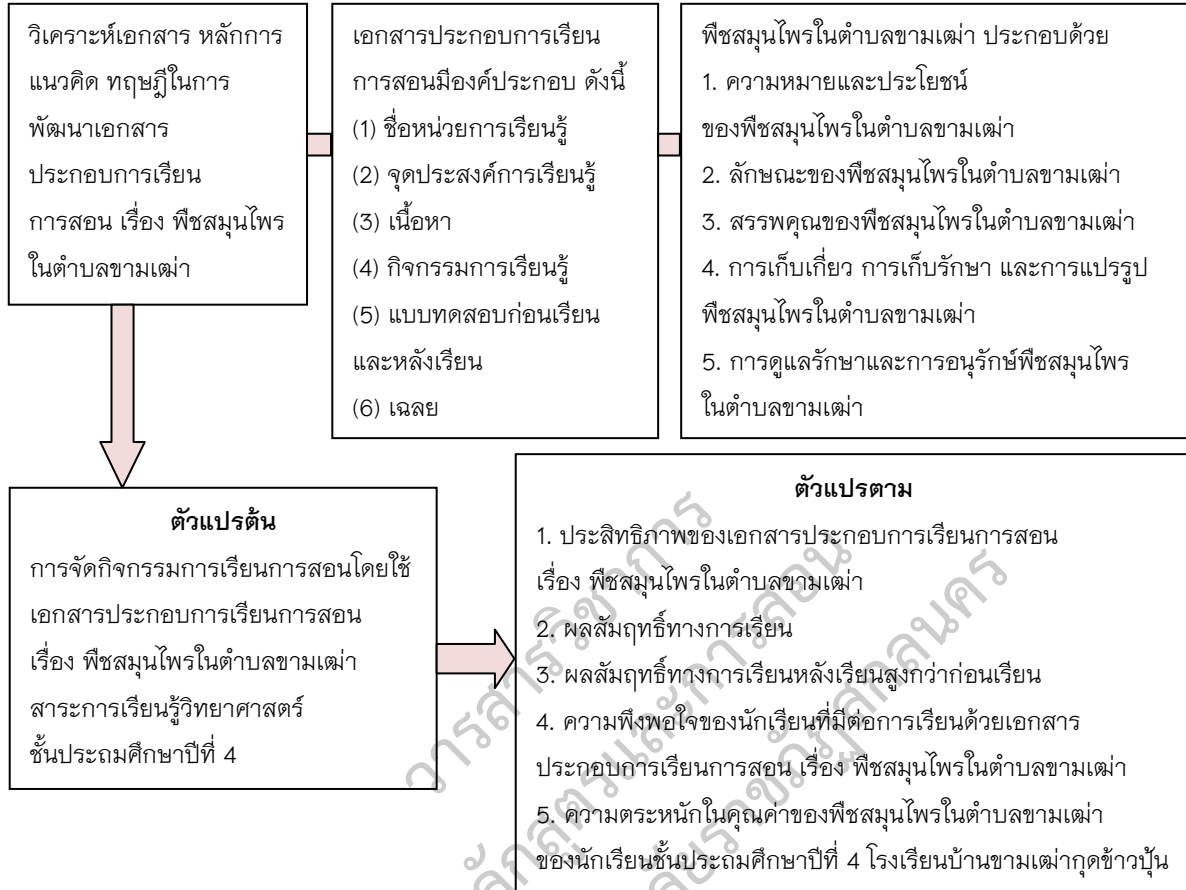 วิเคราะห์เอกสาร หลักการ
แนวคิด ทฤษฎีในการ
พัฒนาเอกสาร
ประกอบการเรียน
การสอน เรื่อง พืชสมุนไพร
ในตำบลขามเฒ่า
เอกสารประกอบการเรียน
การสอนมีองค์ประกอบ ดังนี้
(1) ชื่อหน่วยการเรียนรู้
(2) จุดประสงค์การเรียนรู้
(3) เนื้อหา
(4) กิจกรรมการเรียนรู้
(5) แบบทดสอบก่อนเรียน
และหลังเรียน
(6) เฉลย
พืชสมุนไพรในตำบลขามเฒ่า ประกอบด้วย
1. ความหมายและประโยชน์
ของพืชสมุนไพรในตำบลขามเฒ่า
2. ลักษณะของพืชสมุนไพรในตำบลขามเฒ่า
3. สรรพคุณของพืชสมุนไพรในตำบลขามเฒ่า
4. การเก็บเกี่ยว การเก็บรักษา และการแปรรูป
พืชสมุนไพรในตำบลขามเฒ่า
5. การดูแลรักษาและการอนุรักษ์พืชสมุนไพร
ในตำบลขามเฒ่า
ตัวแปรต้น
การจัดกิจกรรมการเรียนการสอนโดยใช้
เอกสารประกอบการเรียนการสอน
เรื่อง พืชสมุนไพรในตำบลขามเฒ่า
สาระการเรียนรู้วิทยาศาสตร์
ชั้นประถมศึกษาปีที่ 4
ตัวแปรตาม
1. ประสิทธิภาพของเอกสารประกอบการเรียนการสอน
เรื่อง พืชสมุนไพรในตำบลขามเฒ่า
2. ผลสัมฤทธิ์ทางการเรียน
3. ผลสัมฤทธิ์ทางการเรียนหลังเรียนสูงกว่าก่อนเรียน
4. ความพึงพอใจของนักเรียนที่มีต่อการเรียนด้วยเอกสาร
ประกอบการเรียนการสอน เรื่อง พืชสมุนไพรในตำบลขามเฒ่า
5. ความตระหนักในคุณค่าของพืชสมุนไพรในตำบลขามเฒ่า
ของนักเรียนชั้นประถมศึกษาปีที่ 4 โรงเรียนบ้านขามเฒ่ากุดข้าวปุ้น
วารสารวิชาการ
ลักสูตรและการสอน
ลัยราชภัฏสกลนคร